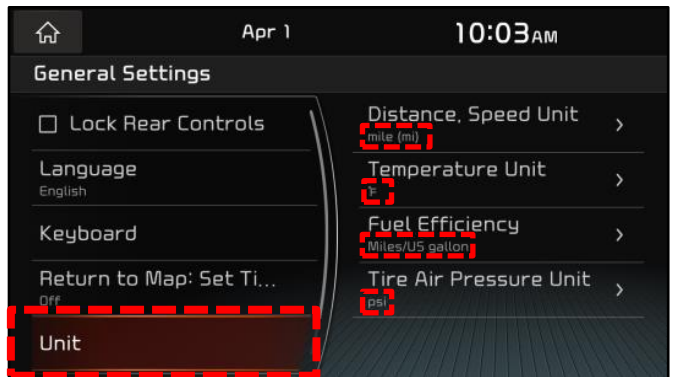 Apr 1
10:03AM
General Settings
Lock Rear Controls
Language
English
Keyboard
Return to Map: Set Ti...
Off
Unit
Distance, Speed Unit
mile (mi)
Temperature Unit
°F
Fuel Efficiency
Miles/US gallon
Tire Air Pressure Unit
psi